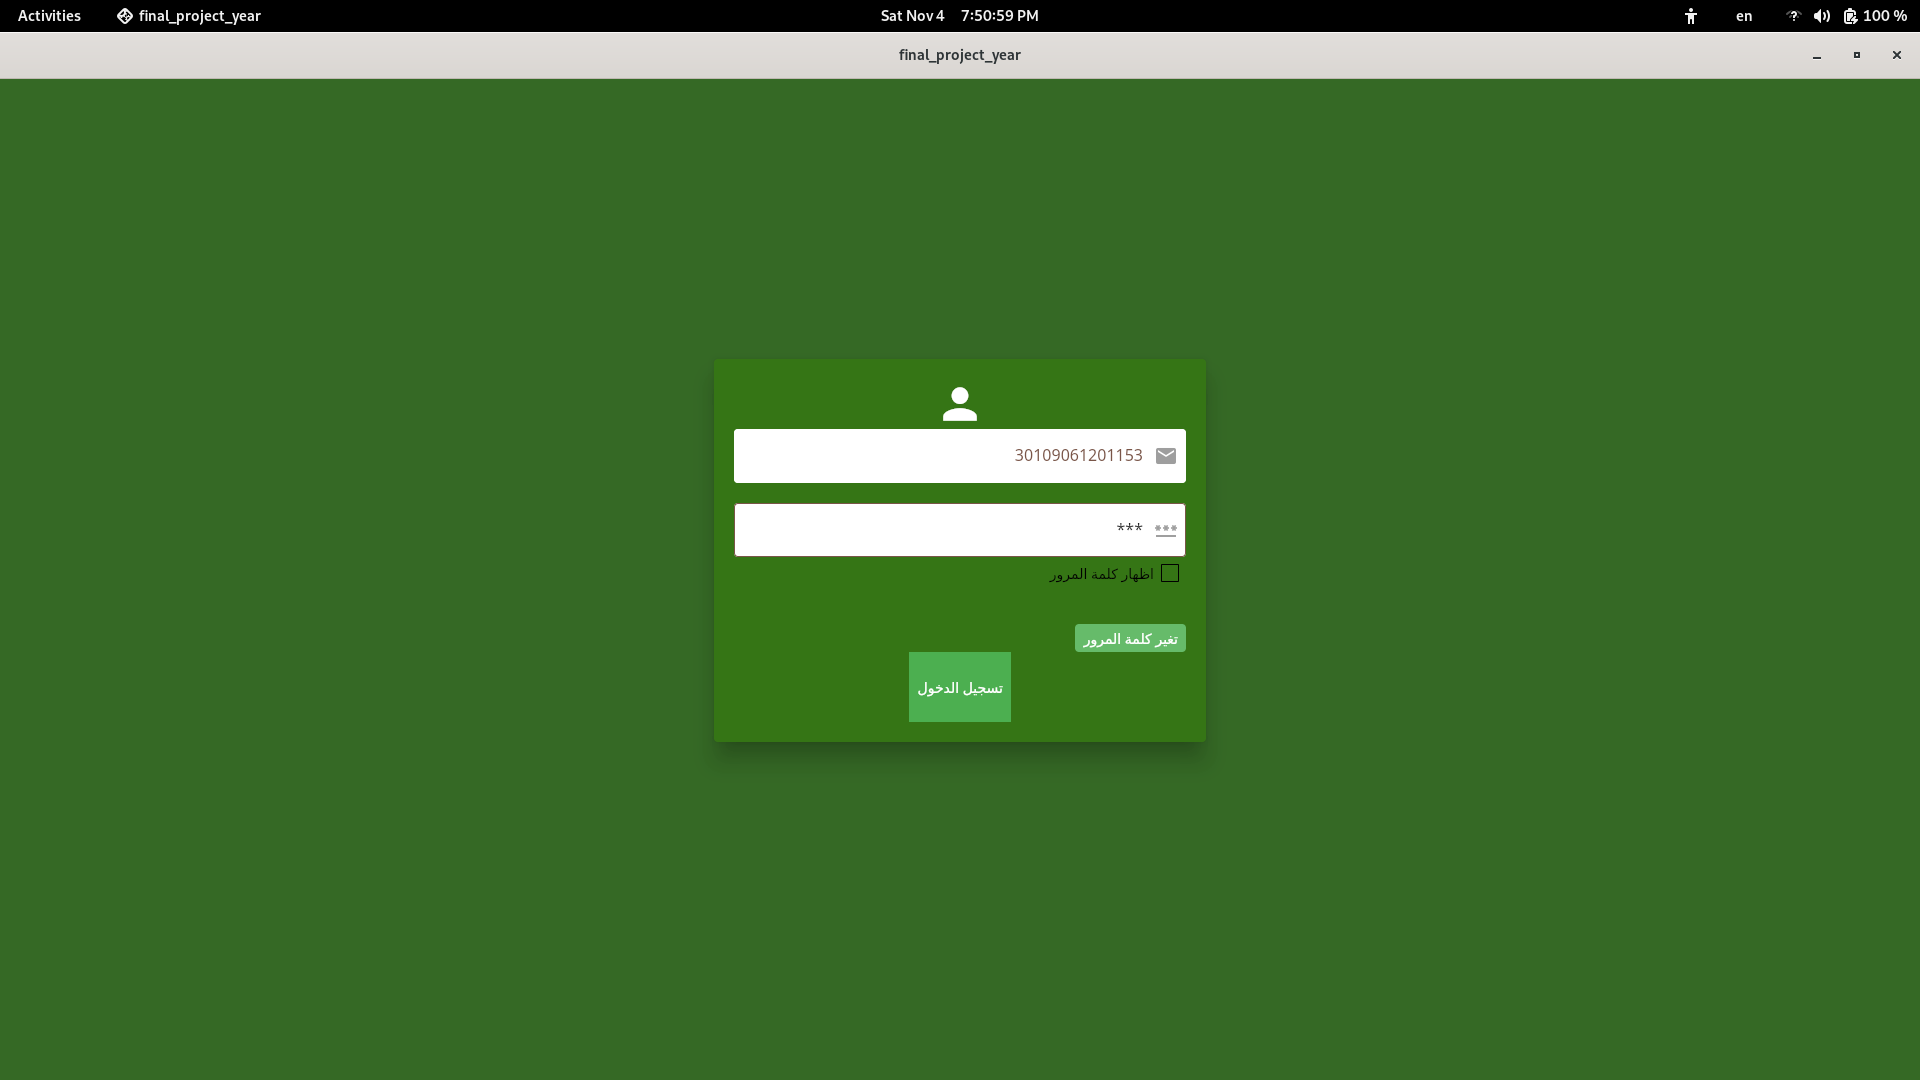 Activities final_project_year Sat Nov 4 7:50:59 PM en 100 %
final_project_year
30109061201153
***
اظهار كلمة المرور
تغير كلمة المرور
تسجيل الدخول